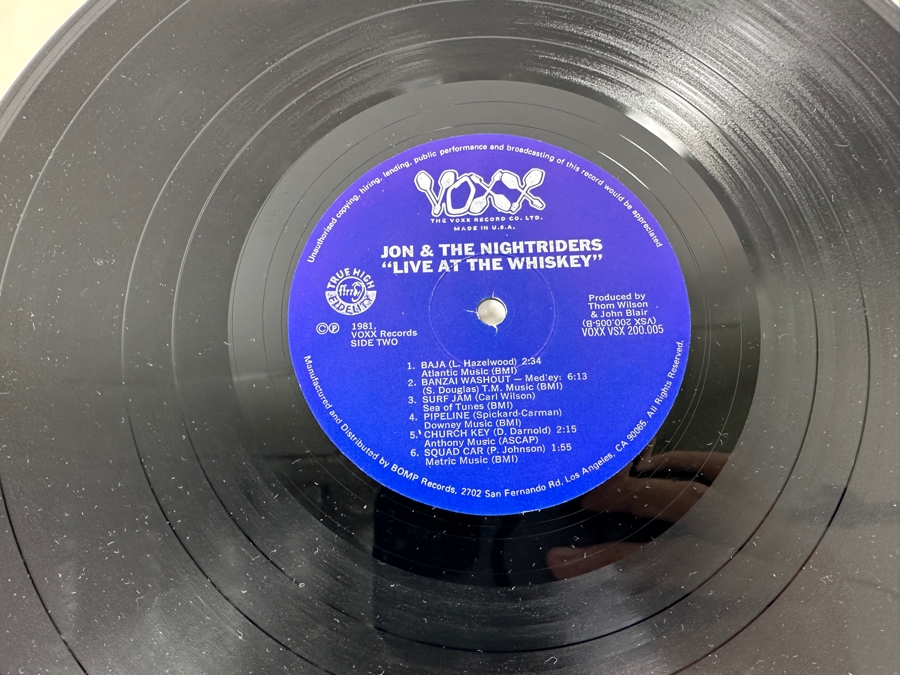 Unauthorised copying, hiring, lending, public performance and broadcasting of this record would be appreciated
VOXX
THE VOXX RECORD CO. LTD.
MADE IN U.S.A.
JON & THE NIGHTRIDERS
“LIVE AT THE WHISKEY”
TRUE HIGH
ffrr
FIDELITY
©℗ 1981,
VOXX Records
SIDE TWO
Produced by
Thom Wilson
& John Blair
(VSX 200.005-B)
VOXX VSX 200.005
1. BAJA (L. Hazelwood) 2:34
Atlantic Music (BMI)
2. BANZAI WASHOUT — Medley: 6:13
(S. Douglas) T.M. Music (BMI)
3. SURF JAM (Carl Wilson)
Sea of Tunes (BMI)
4. PIPELINE (Spickard-Carman)
Downey Music (BMI)
5. CHURCH KEY (D. Darnold) 2:15
Anthony Music (ASCAP)
6. SQUAD CAR (P. Johnson) 1:55
Metric Music (BMI)
Manufactured and Distributed by BOMP Records, 2702 San Fernando Rd. Los Angeles, CA 90065. All Rights Reserved.